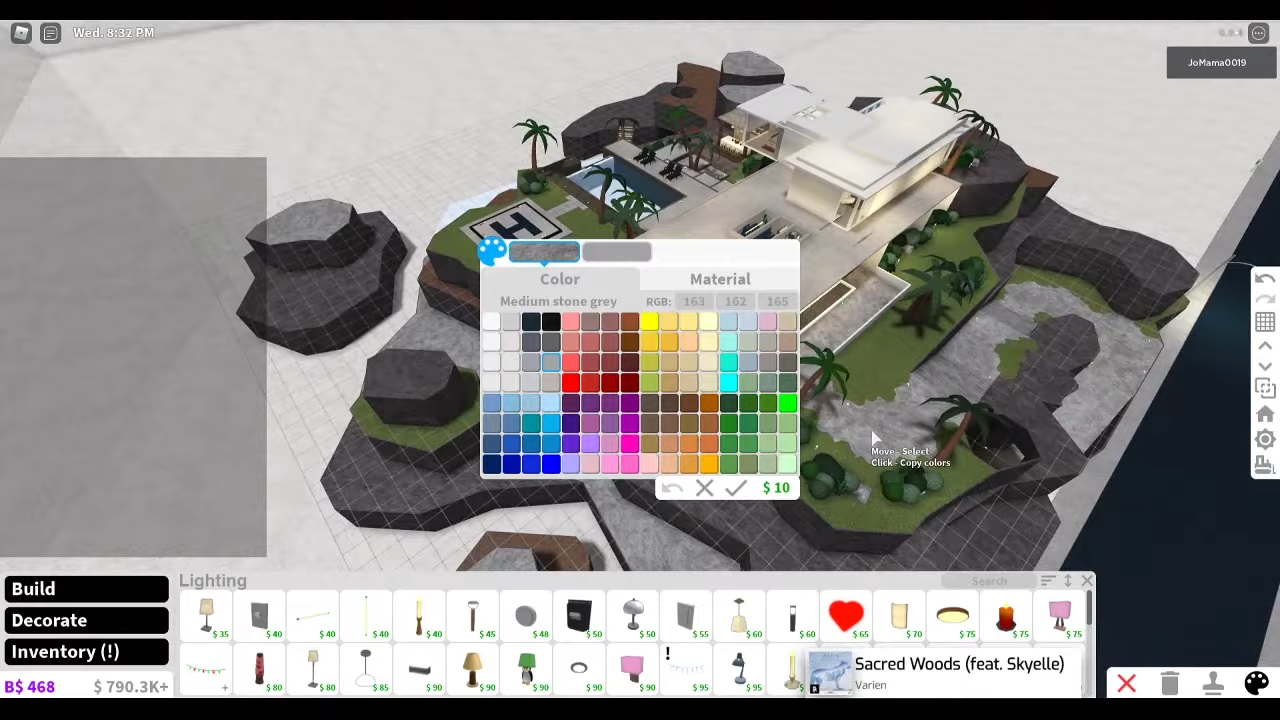 Wed. 8:32 PM
JoMama0019
H
Color
Material
Medium stone grey
RGB: 163 162 165
Move - Select
Click - Copy colors
$ 10
Build
Decorate
Inventory (!)
B$ 468
$ 790.3K+
Lighting
Search
$ 35
$ 40
$ 40
$ 40
$ 40
$ 45
$ 48
$ 50
$ 50
$ 55
$ 60
$ 60
$ 65
$ 70
$ 75
$ 75
$ 75
+
$ 80
$ 80
$ 85
$ 90
$ 90
$ 90
$ 90
$ 90
!
$ 95
$ 95
Sacred Woods (feat. Skyelle)
Varien